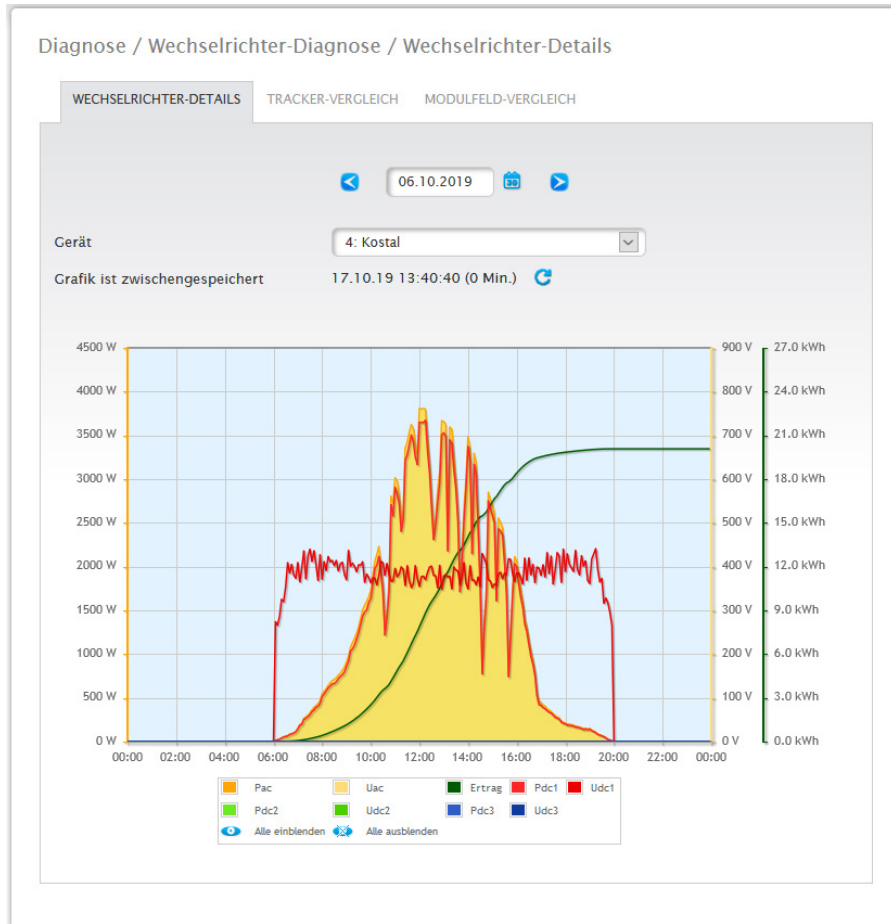 Diagnose / Wechselrichter-Diagnose / Wechselrichter-Details
WECHSELRICHTER-DETAILS TRACKER-VERGLEICH MODULFELD-VERGLEICH
06.10.2019 30
Gerät 4: Kostal
Grafik ist zwischengespeichert 17.10.19 13:40:40 (0 Min.)
4500 W 900 V 27.0 kWh
4000 W 800 V 24.0 kWh
3500 W 700 V 21.0 kWh
3000 W 600 V 18.0 kWh
2500 W 500 V 15.0 kWh
2000 W 400 V 12.0 kWh
1500 W 300 V 9.0 kWh
1000 W 200 V 6.0 kWh
500 W 100 V 3.0 kWh
0 W 0 V 0.0 kWh
00:00 02:00 04:00 06:00 08:00 10:00 12:00 14:00 16:00 18:00 20:00 22:00 00:00
Pac Uac Ertrag Pdc1 Udc1
Pdc2 Udc2 Pdc3 Udc3
Alle einblenden Alle ausblenden